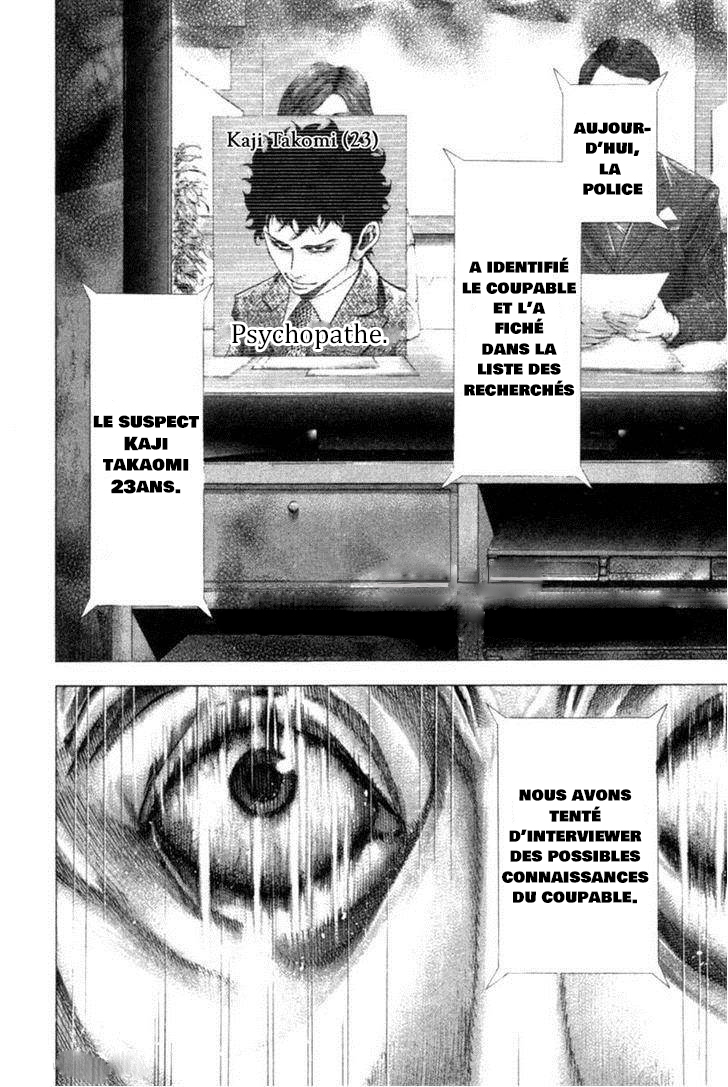 AUJOUR-
D'HUI,
LA
POLICE
A IDENTIFIÉ
LE COUPABLE
ET L'A
FICHÉ
DANS LA
LISTE DES
RECHERCHÉS
Kaji Takomi (23)
Psychopathe.
LE SUSPECT
KAJI
TAKAOMI
23ANS.
NOUS AVONS
TENTÉ
D'INTERVIEWER
DES POSSIBLES
CONNAISSANCES
DU COUPABLE.